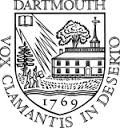 DARTMOUTH
VOX CLAMANTIS IN DESERTO
1769